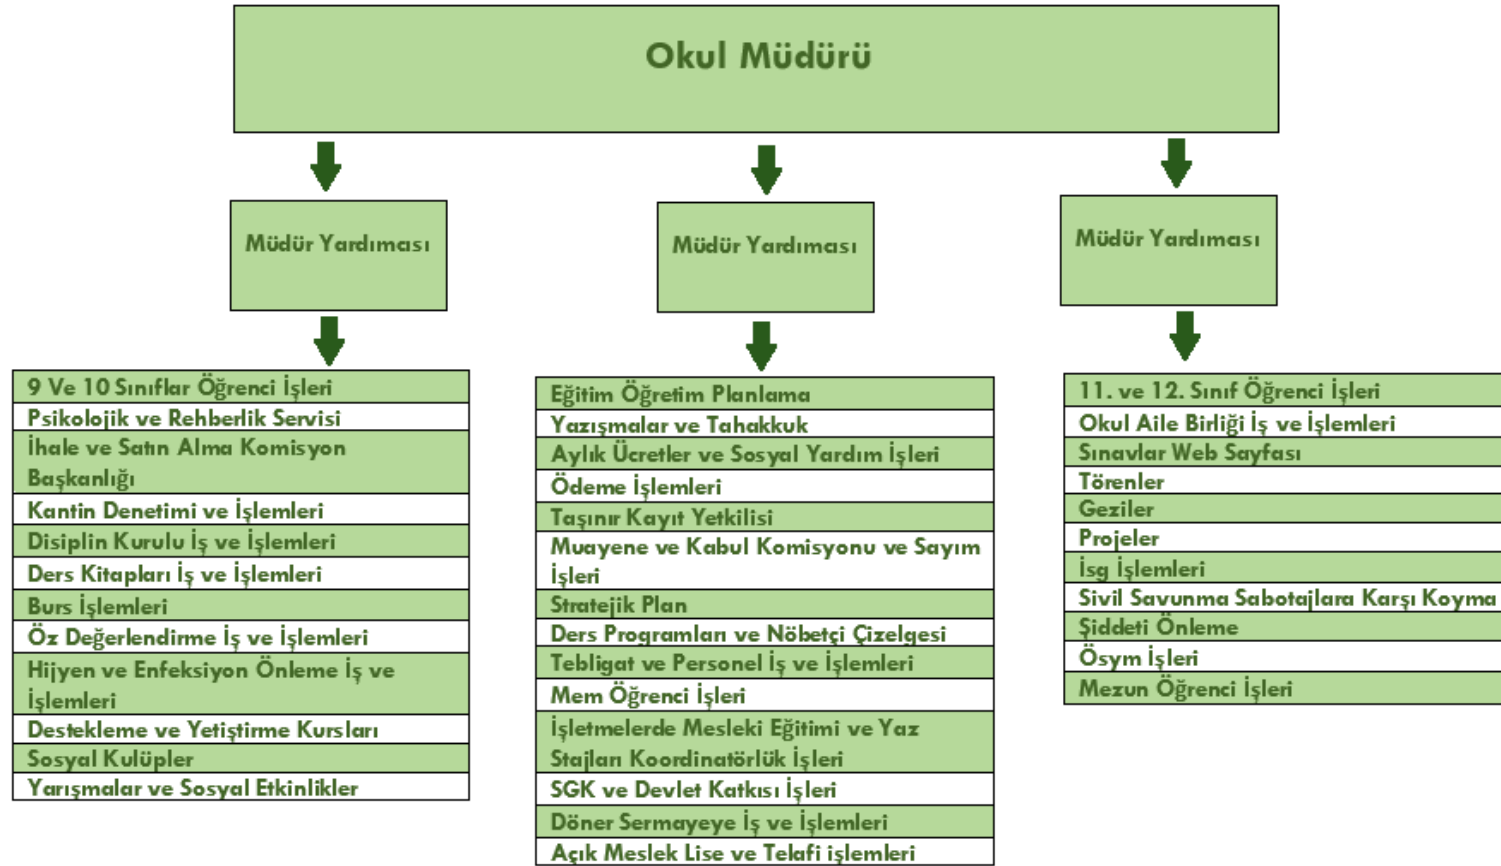 Okul Müdürü
Müdür Yardıması
Müdür Yardıması
Müdür Yardıması
9 Ve 10 Sınıflar Öğrenci İşleri
Psikolojik ve Rehberlik Servisi
İhale ve Satın Alma Komisyon
Başkanlığı
Kantin Denetimi ve İşlemleri
Disiplin Kurulu İş ve İşlemleri
Ders Kitapları İş ve İşlemleri
Burs İşlemleri
Öz Değerlendirme İş ve İşlemleri
Hijyen ve Enfeksiyon Önleme İş ve
İşlemleri
Destekleme ve Yetiştirme Kursları
Sosyal Kulüpler
Yarışmalar ve Sosyal Etkinlikler
Eğitim Öğretim Planlama
Yazışmalar ve Tahakkuk
Aylık Ücretler ve Sosyal Yardım İşleri
Ödeme İşlemleri
Taşınır Kayıt Yetkilisi
Muayene ve Kabul Komisyonu ve Sayım
İşleri
Stratejik Plan
Ders Programları ve Nöbetçi Çizelgesi
Tebligat ve Personel İş ve İşlemleri
Mem Öğrenci İşleri
İşletmelerde Mesleki Eğitimi ve Yaz
Stajları Koordinatörlük İşleri
SGK ve Devlet Katkısı İşleri
Döner Sermayeye İş ve İşlemleri
Açık Meslek Lise ve Telafi işlemleri
11. ve 12. Sınıf Öğrenci İşleri
Okul Aile Birliği İş ve İşlemleri
Sınavlar Web Sayfası
Törenler
Geziler
Projeler
İsg İşlemleri
Sivil Savunma Sabotajlara Karşı Koyma
Şiddeti Önleme
Ösym İşleri
Mezun Öğrenci İşleri